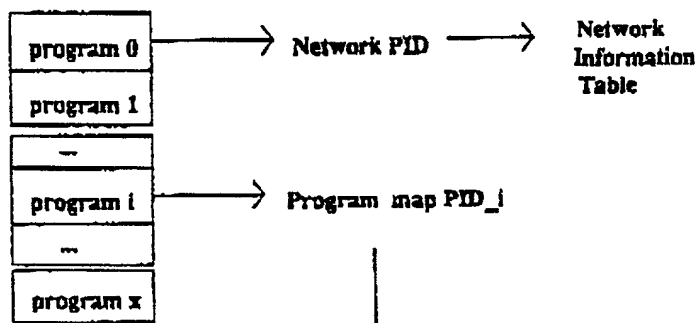 program 0
Network PID
Network
Information
Table
program 1
...
program i
Program map PID_i
...
program x